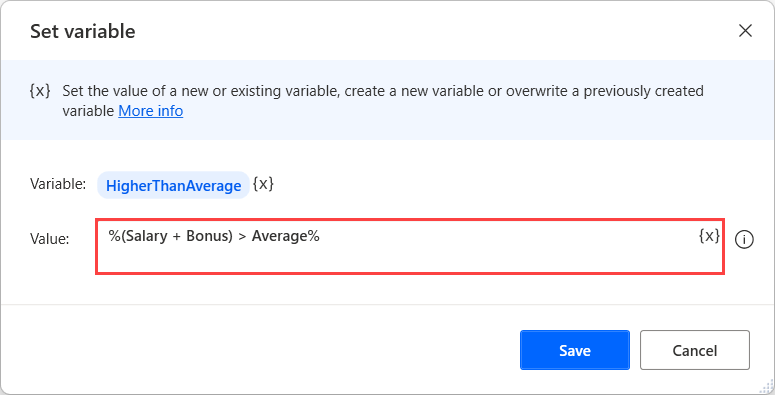 Set variable
{x} Set the value of a new or existing variable, create a new variable or overwrite a previously created
variable More info
Variable: HigherThanAverage {x}
Value: %(Salary + Bonus) > Average% {x}
Save Cancel